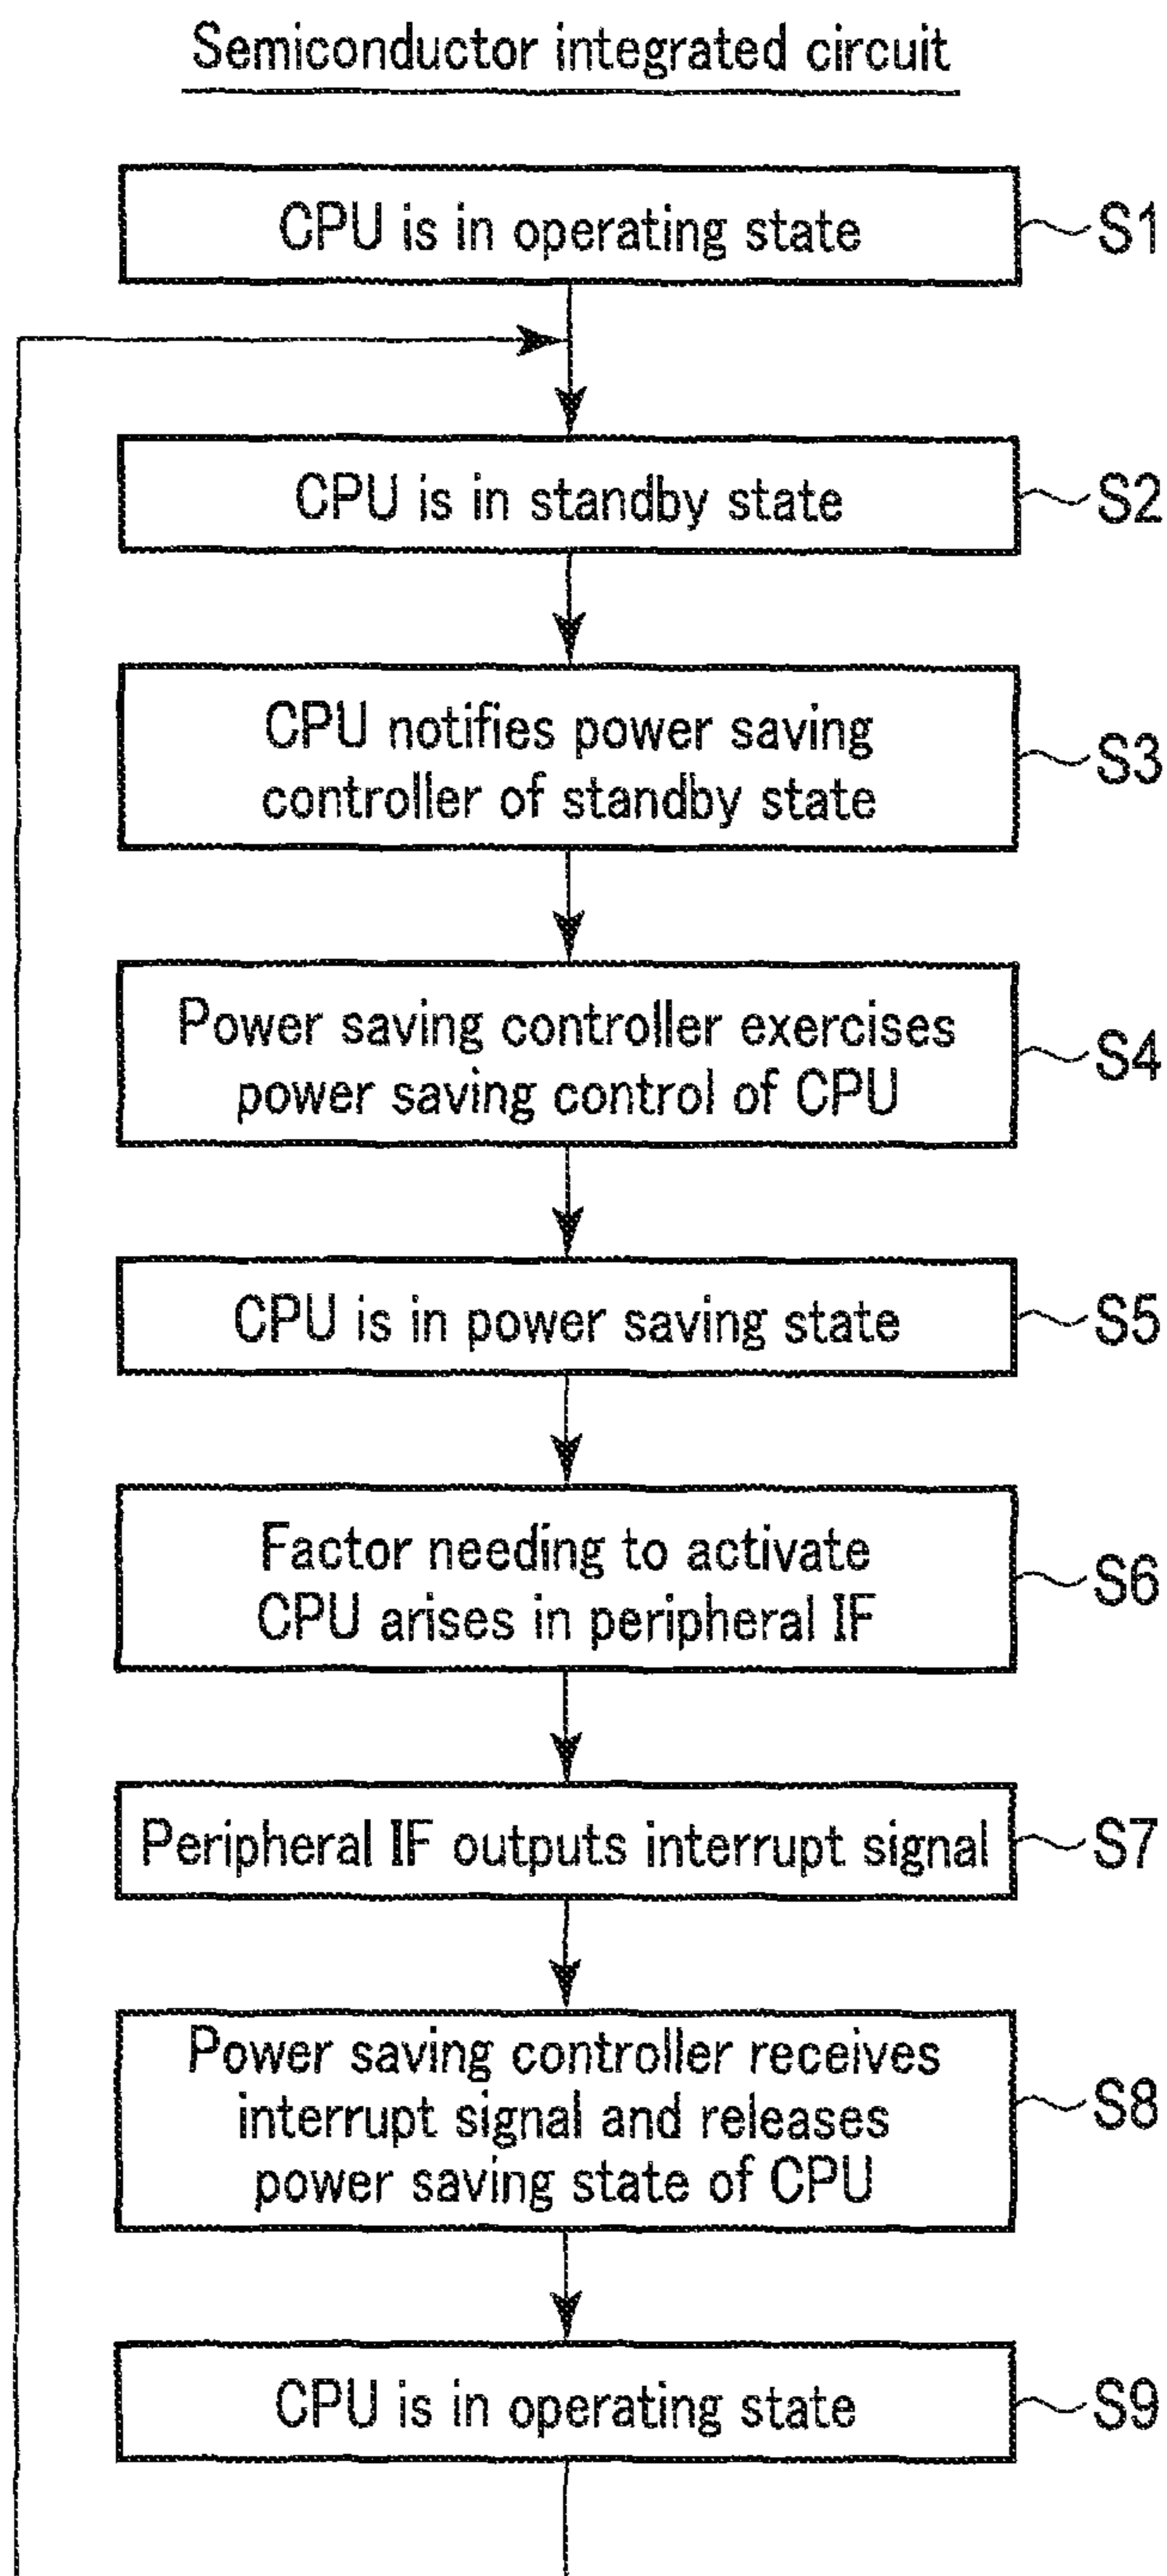 Semiconductor integrated circuit
CPU is in operating state
S1
CPU is in standby state
S2
CPU notifies power saving
controller of standby state
S3
Power saving controller exercises
power saving control of CPU
S4
CPU is in power saving state
S5
Factor needing to activate
CPU arises in peripheral IF
S6
Peripheral IF outputs interrupt signal
S7
Power saving controller receives
interrupt signal and releases
power saving state of CPU
S8
CPU is in operating state
S9